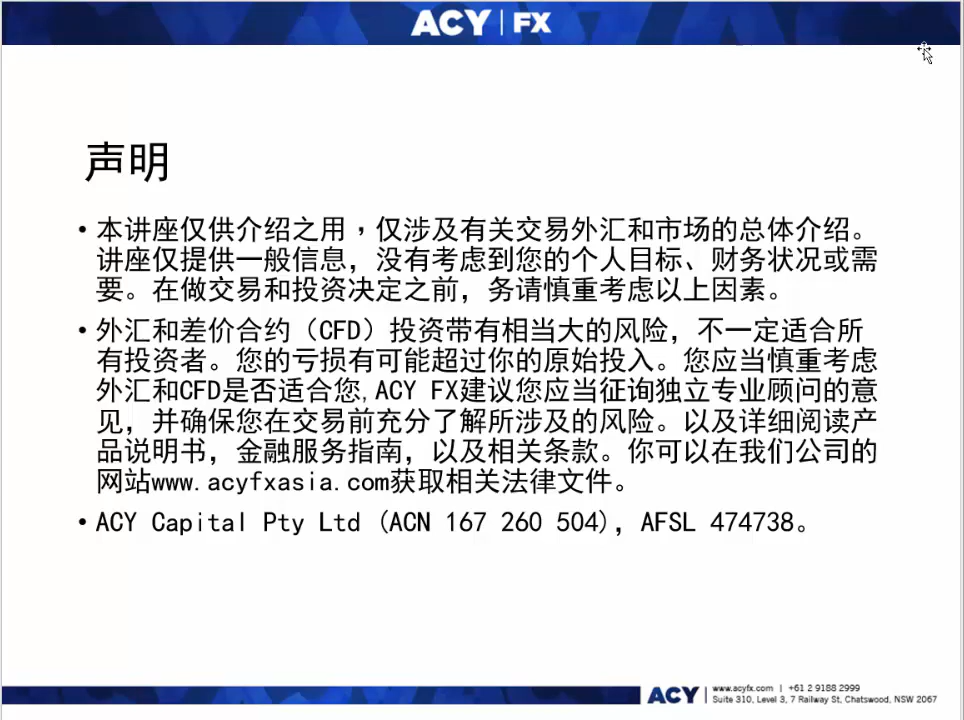 ACY | FX
声明
• 本讲座仅供介绍之用，仅涉及有关交易外汇和市场的总体介绍。
讲座仅提供一般信息，没有考虑到您的个人目标、财务状况或需
要。在做交易和投资决定之前，务请慎重考虑以上因素。
• 外汇和差价合约（CFD）投资带有相当大的风险，不一定适合所
有投资者。您的亏损有可能超过你的原始投入。您应当慎重考虑
外汇和CFD是否适合您,ACY FX建议您应当征询独立专业顾问的意
见，并确保您在交易前充分了解所涉及的风险。以及详细阅读产
品说明书，金融服务指南，以及相关条款。你可以在我们公司的
网站www.acyfxasia.com获取相关法律文件。
• ACY Capital Pty Ltd (ACN 167 260 504)，AFSL 474738。
ACY
www.acyfx.com | +61 2 9188 2999
Suite 310, Level 3, 7 Railway St, Chatswood, NSW 2067